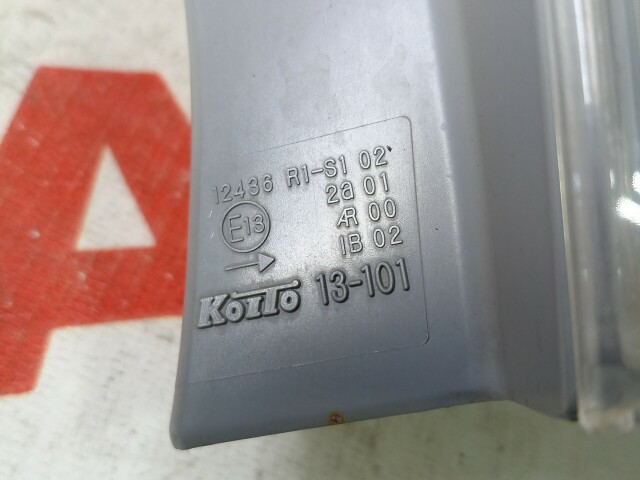 12436 R1-S1 02
2a 01
E13
AR 00
IB 02
KOITO 13-101
A